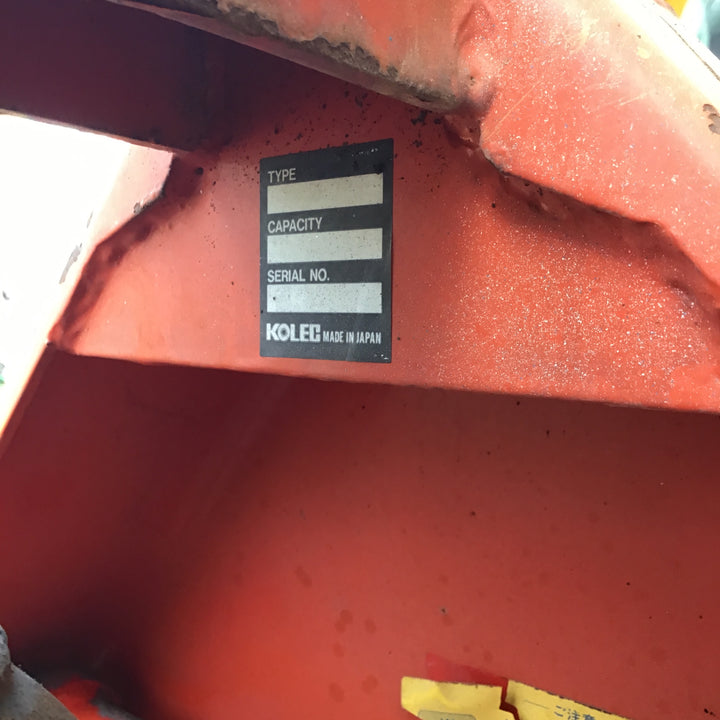 TYPE
CAPACITY
SERIAL NO.
KOLEC MADE IN JAPAN
ご注意